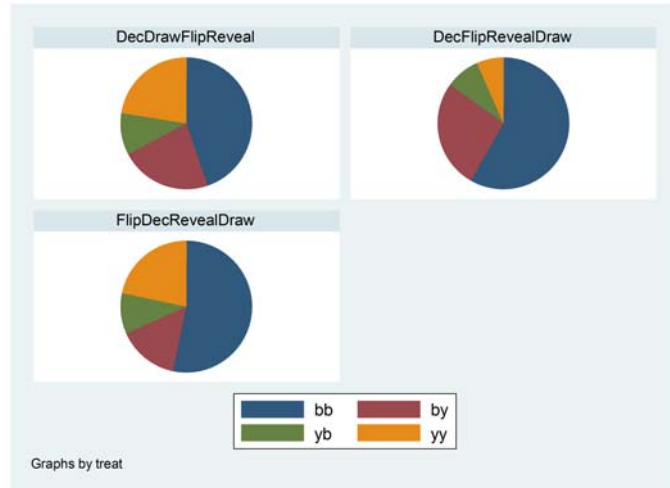 DecDrawFlipReveal
DecFlipRevealDraw
FlipDecRevealDraw
bb by
yb yy
Graphs by treat